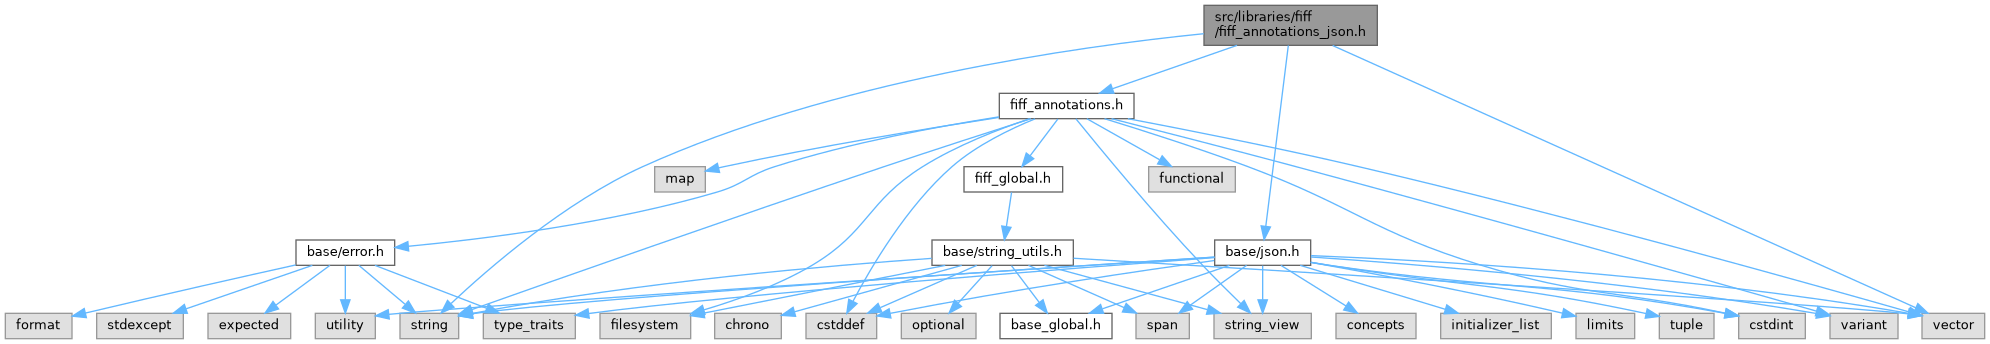 src/libraries/fiff
/fiff_annotations_json.h
fiff_annotations.h
map
fiff_global.h
functional
base/error.h
base/string_utils.h
base/json.h
format
stdexcept
expected
utility
string
type_traits
filesystem
chrono
cstddef
optional
base_global.h
span
string_view
concepts
initializer_list
limits
tuple
cstdint
variant
vector